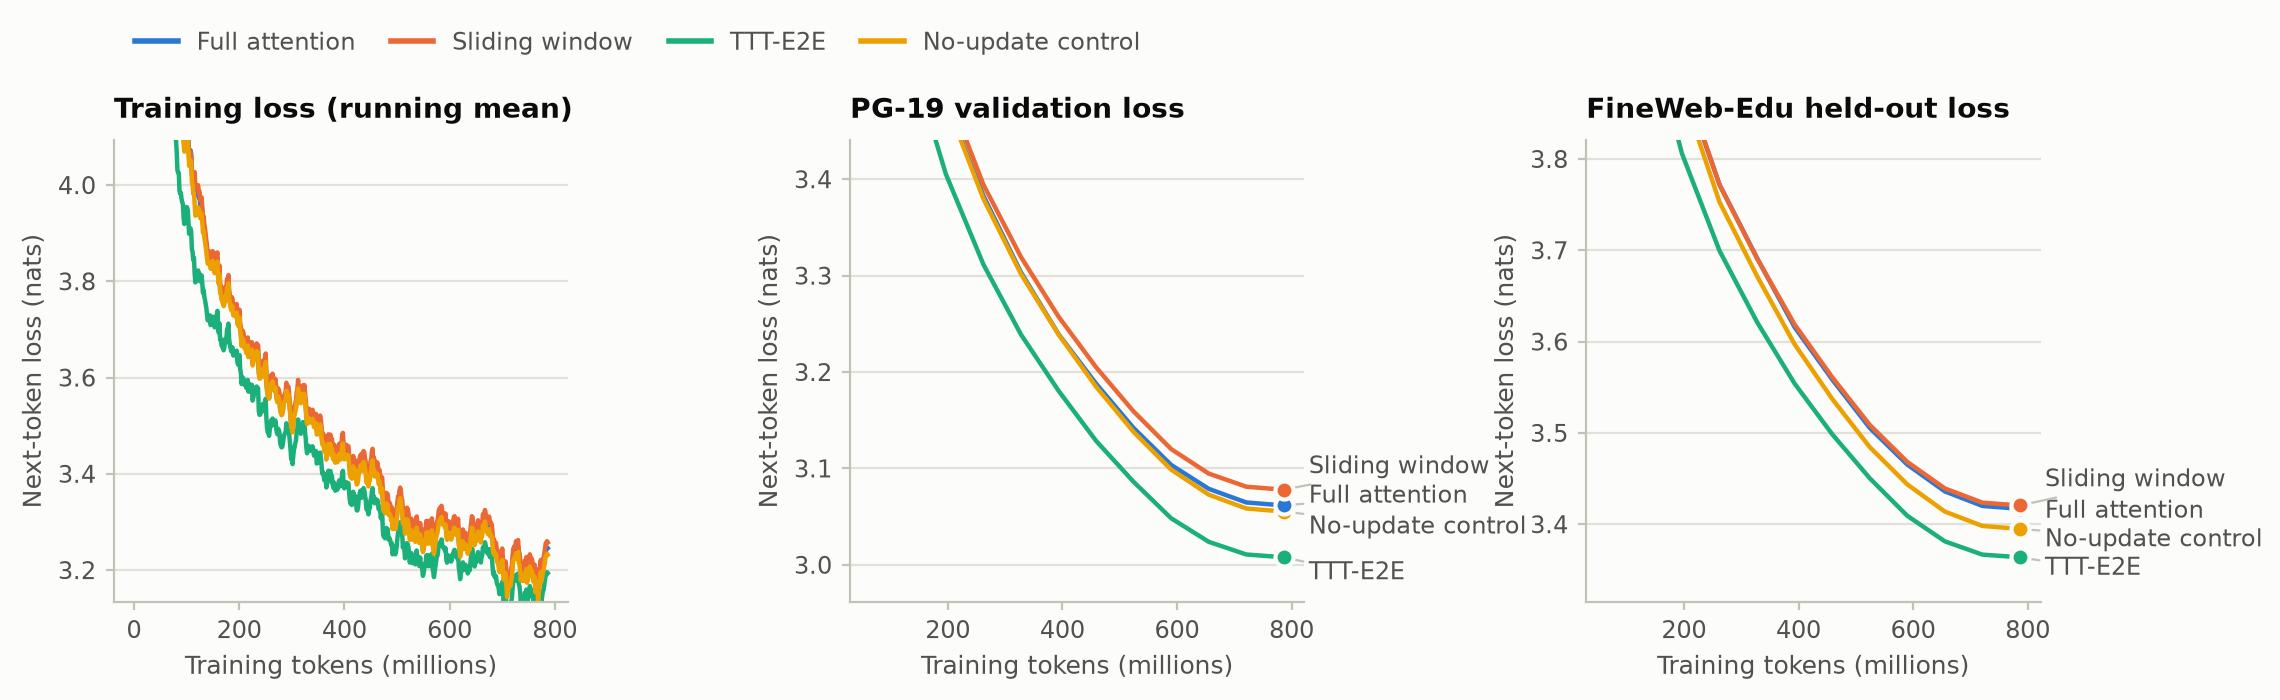 Full attention
Sliding window
TTT-E2E
No-update control
Training loss (running mean)
Next-token loss (nats)
4.0
3.8
3.6
3.4
3.2
0 200 400 600 800
Training tokens (millions)
PG-19 validation loss
Next-token loss (nats)
3.4
3.3
3.2
3.1
3.0
Sliding window
Full attention
No-update control
TTT-E2E
200 400 600 800
Training tokens (millions)
FineWeb-Edu held-out loss
Next-token loss (nats)
3.8
3.7
3.6
3.5
3.4
Sliding window
Full attention
No-update control
TTT-E2E
200 400 600 800
Training tokens (millions)